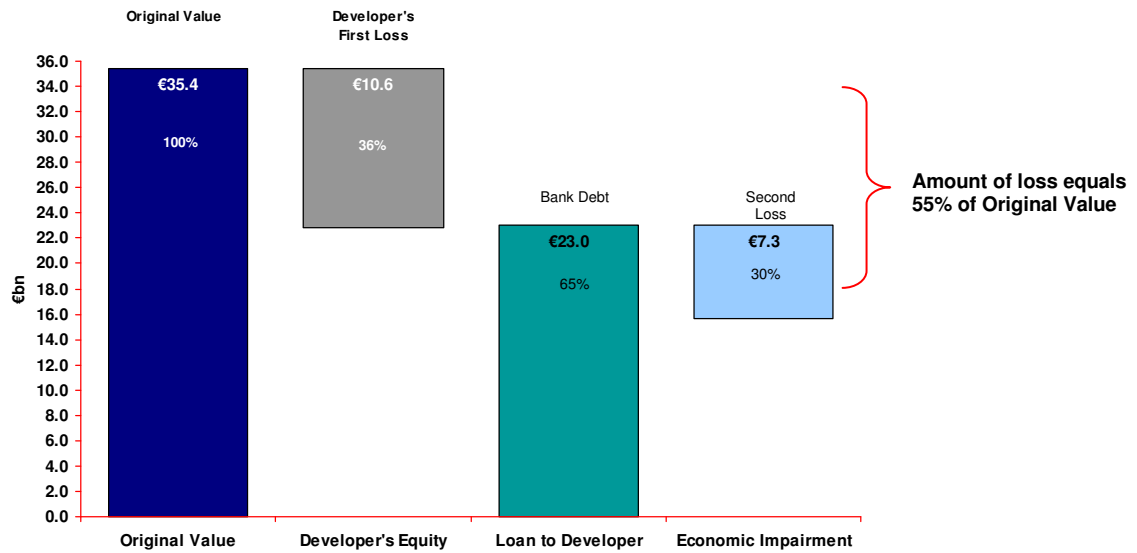 Original Value
Developer's
First Loss
36.0
34.0
32.0
30.0
28.0
26.0
24.0
22.0
20.0
18.0
16.0
14.0
12.0
10.0
8.0
6.0
4.0
2.0
0.0
€bn
€35.4
100%
€10.6
36%
Bank Debt
€23.0
65%
Second
Loss
€7.3
30%
Amount of loss equals
55% of Original Value
Original Value
Developer's Equity
Loan to Developer
Economic Impairment